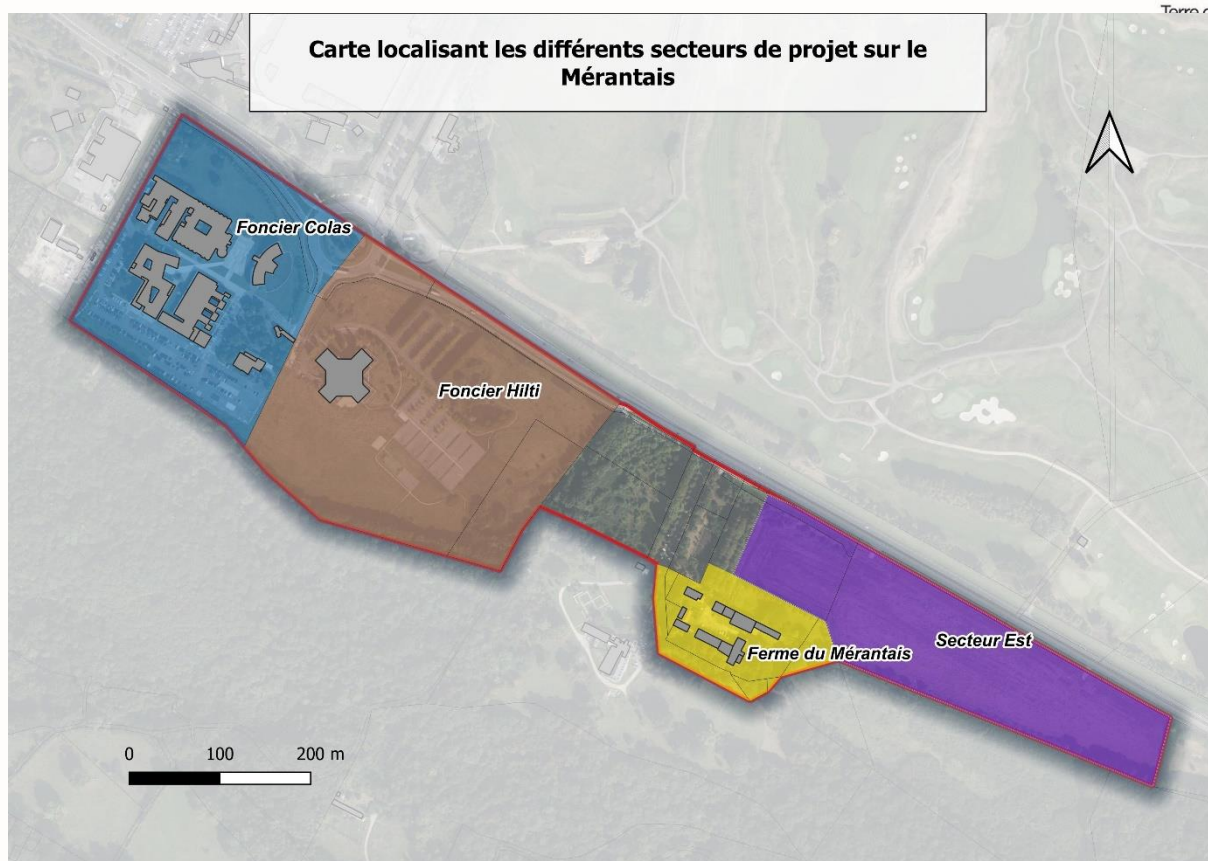 Carte localisant les différents secteurs de projet sur le
Mérantais
Foncier Colas
Foncier Hilti
Ferme du Mérantais
Secteur Est
0 100 200 m